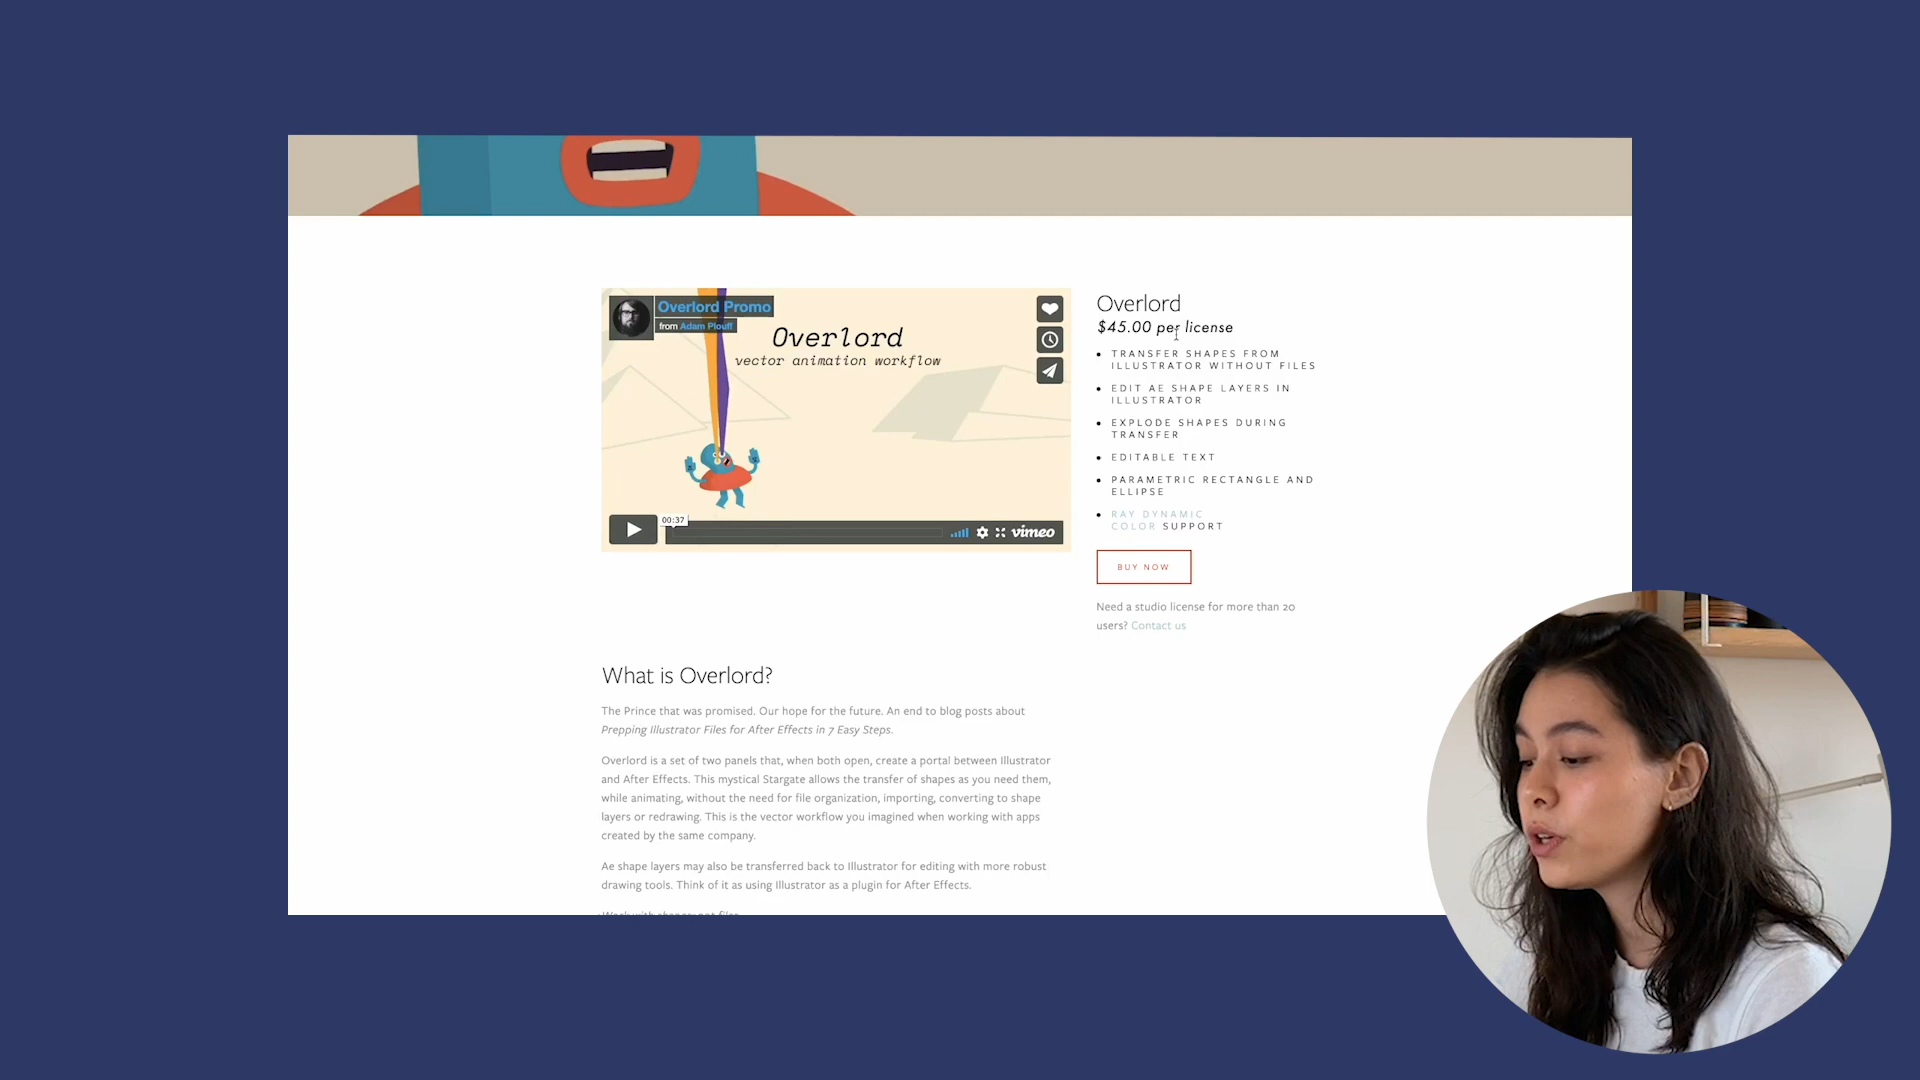 Overlord Promo
from Adam Plouff
Overlord
vector animation workflow
00:37
vimeo
Overlord
$45.00 per license
TRANSFER SHAPES FROM
ILLUSTRATOR WITHOUT FILES
EDIT AE SHAPE LAYERS IN
ILLUSTRATOR
EXPLODE SHAPES DURING
TRANSFER
EDITABLE TEXT
PARAMETRIC RECTANGLE AND
ELLIPSE
RAY DYNAMIC
COLOR SUPPORT
BUY NOW
Need a studio license for more than 20
users? Contact us
What is Overlord?
The Prince that was promised. Our hope for the future. An end to blog posts about
Prepping Illustrator Files for After Effects in 7 Easy Steps.
Overlord is a set of two panels that, when both open, create a portal between Illustrator
and After Effects. This mystical Stargate allows the transfer of shapes as you need them,
while animating, without the need for file organization, importing, converting to shape
layers or redrawing. This is the vector workflow you imagined when working with apps
created by the same company.
Ae shape layers may also be transferred back to Illustrator for editing with more robust
drawing tools. Think of it as using Illustrator as a plugin for After Effects.